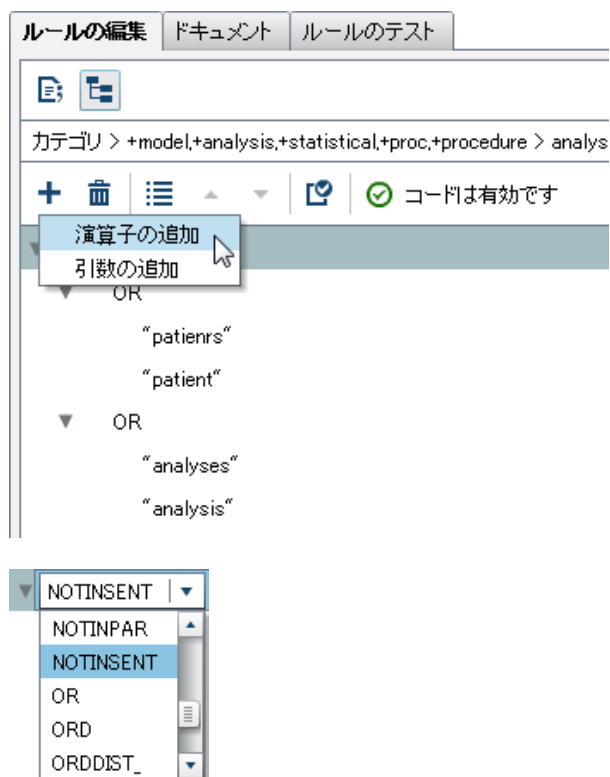 ルールの編集 ドキュメント ルールのテスト
カテゴリ > +model,+analysis,+statistical,+proc,+procedure > analys
コードは有効です
演算子の追加
引数の追加
OR
"patienrs"
"patient"
OR
"analyses"
"analysis"
NOTINSENT
NOTINPAR
NOTINSENT
OR
ORD
ORDDIST_